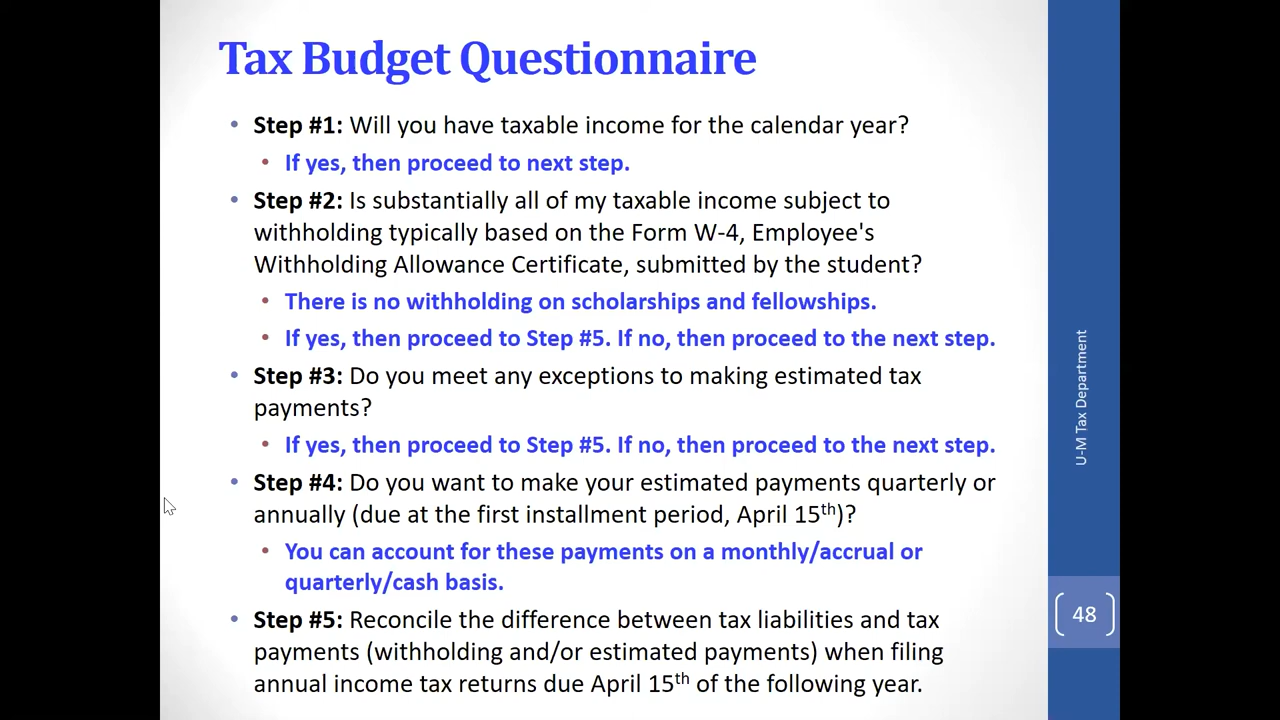 Tax Budget Questionnaire
• Step #1: Will you have taxable income for the calendar year?
• If yes, then proceed to next step.
• Step #2: Is substantially all of my taxable income subject to
withholding typically based on the Form W-4, Employee's
Withholding Allowance Certificate, submitted by the student?
• There is no withholding on scholarships and fellowships.
• If yes, then proceed to Step #5. If no, then proceed to the next step.
• Step #3: Do you meet any exceptions to making estimated tax
payments?
• If yes, then proceed to Step #5. If no, then proceed to the next step.
• Step #4: Do you want to make your estimated payments quarterly or
annually (due at the first installment period, April 15th)?
• You can account for these payments on a monthly/accrual or
quarterly/cash basis.
• Step #5: Reconcile the difference between tax liabilities and tax
payments (withholding and/or estimated payments) when filing
annual income tax returns due April 15th of the following year.
U-M Tax Department
48